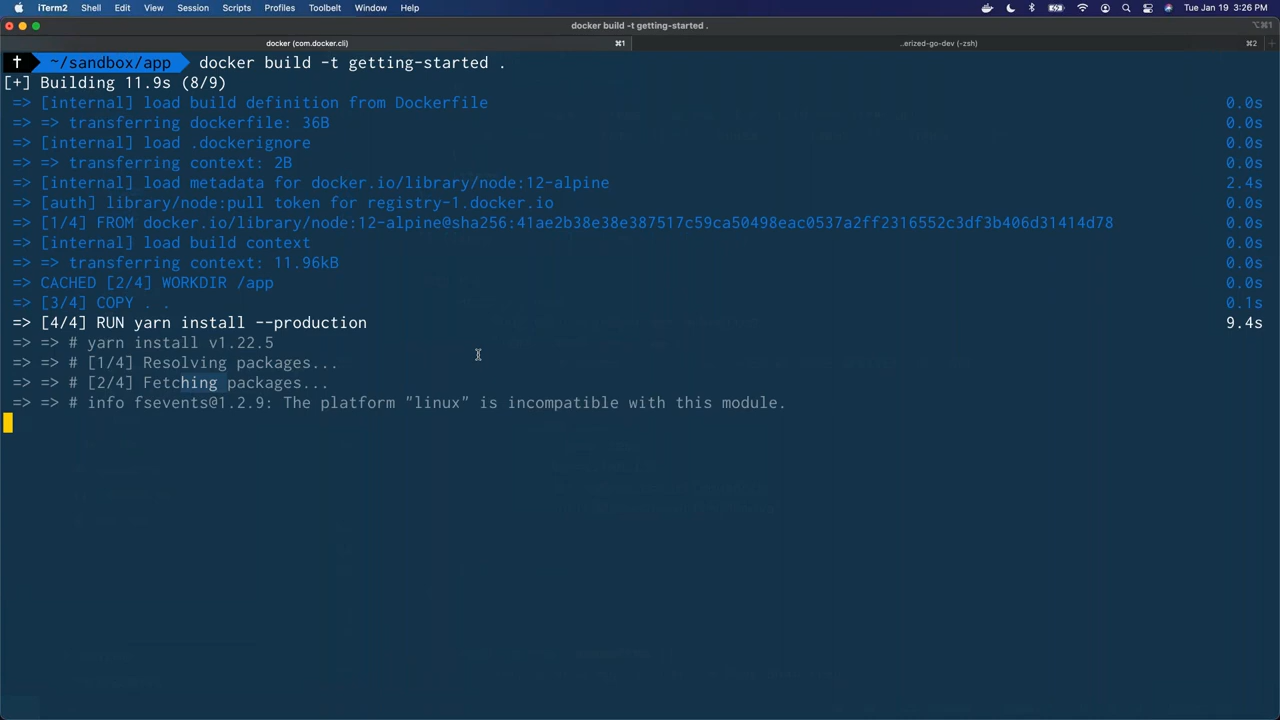 iTerm2 Shell Edit View Session Scripts Profiles Toolbelt Window Help Tue Jan 19 3:26 PM
docker build -t getting-started . ⌥⌘1
docker (com.docker.cli) ⌘1 ..erized-go-dev (-zsh) ⌘2 +
† ~/sandbox/app docker build -t getting-started .
[+] Building 11.9s (8/9)
=> [internal] load build definition from Dockerfile 0.0s
=> => transferring dockerfile: 36B 0.0s
=> [internal] load .dockerignore 0.0s
=> => transferring context: 2B 0.0s
=> [internal] load metadata for docker.io/library/node:12-alpine 2.4s
=> [auth] library/node:pull token for registry-1.docker.io 0.0s
=> [1/4] FROM docker.io/library/node:12-alpine@sha256:41ae2b38e38e387517c59ca50498eac0537a2ff2316552c3df3b406d31414d78 0.0s
=> [internal] load build context 0.0s
=> => transferring context: 11.96kB 0.0s
=> CACHED [2/4] WORKDIR /app 0.0s
=> [3/4] COPY . . 0.1s
=> [4/4] RUN yarn install --production 9.4s
=> => # yarn install v1.22.5
=> => # [1/4] Resolving packages...
=> => # [2/4] Fetching packages...
=> => # info fsevents@1.2.9: The platform "linux" is incompatible with this module.